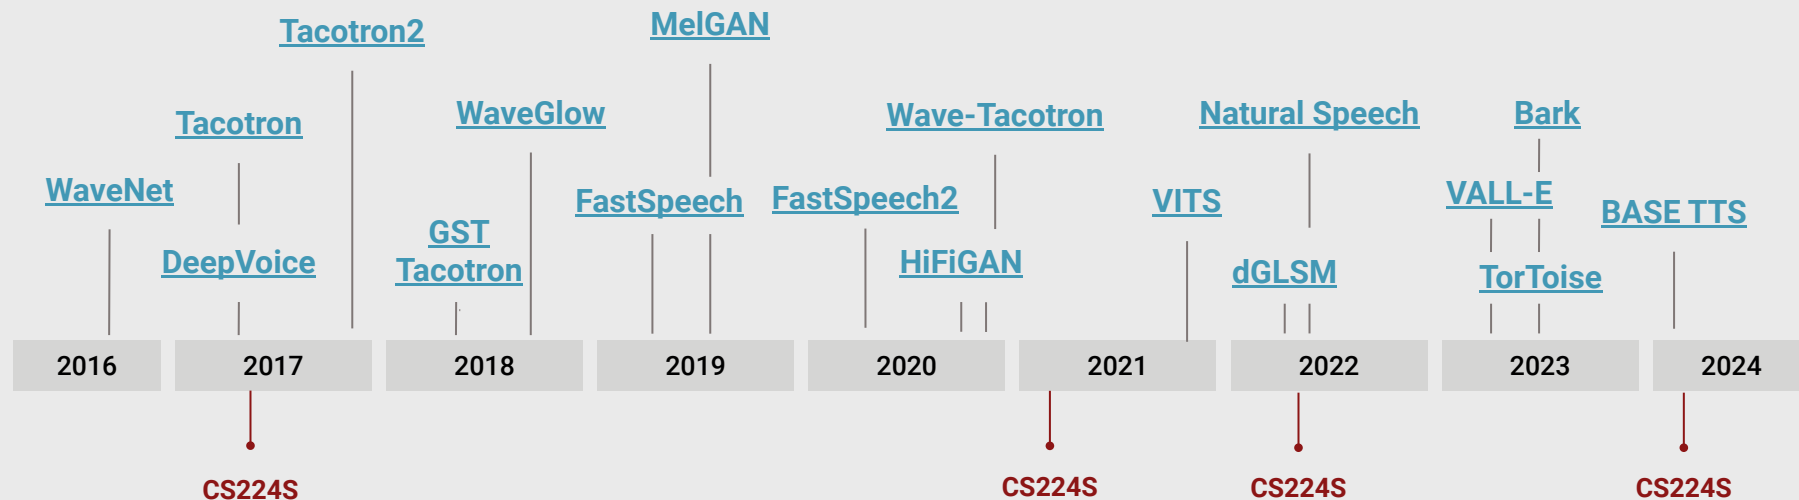 Tacotron2
MelGAN
Tacotron
WaveGlow
Wave-Tacotron
Natural Speech
Bark
WaveNet
FastSpeech
FastSpeech2
VITS
VALL-E
BASE TTS
GST
Tacotron
DeepVoice
HiFiGAN
dGLSM
TorToise
2016
2017
2018
2019
2020
2021
2022
2023
2024
CS224S
CS224S
CS224S
CS224S